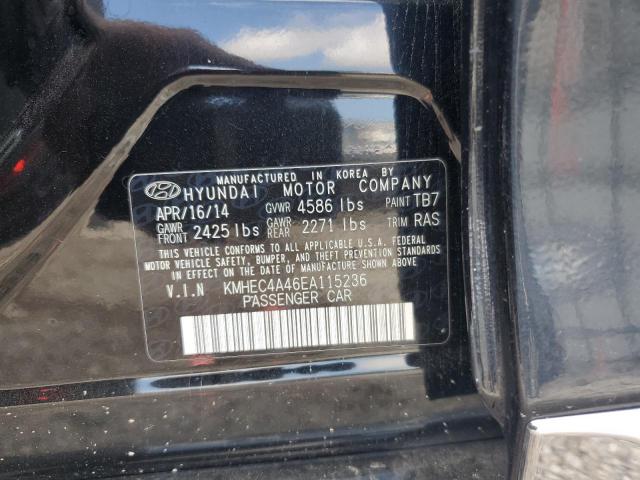 MANUFACTURED IN KOREA BY
HYUNDAI MOTOR COMPANY
APR/16/14 GVWR 4586 lbs PAINT TB7
GAWR FRONT 2425 lbs GAWR REAR 2271 lbs TRIM RAS
THIS VEHICLE CONFORMS TO ALL APPLICABLE U.S.A. FEDERAL
MOTOR VEHICLE SAFETY, BUMPER, AND THEFT PREVENTION STANDARDS
IN EFFECT ON THE DATE OF MANUFACTURE SHOWN ABOVE.
V.I.N KMHEC4A46EA115236
PASSENGER CAR